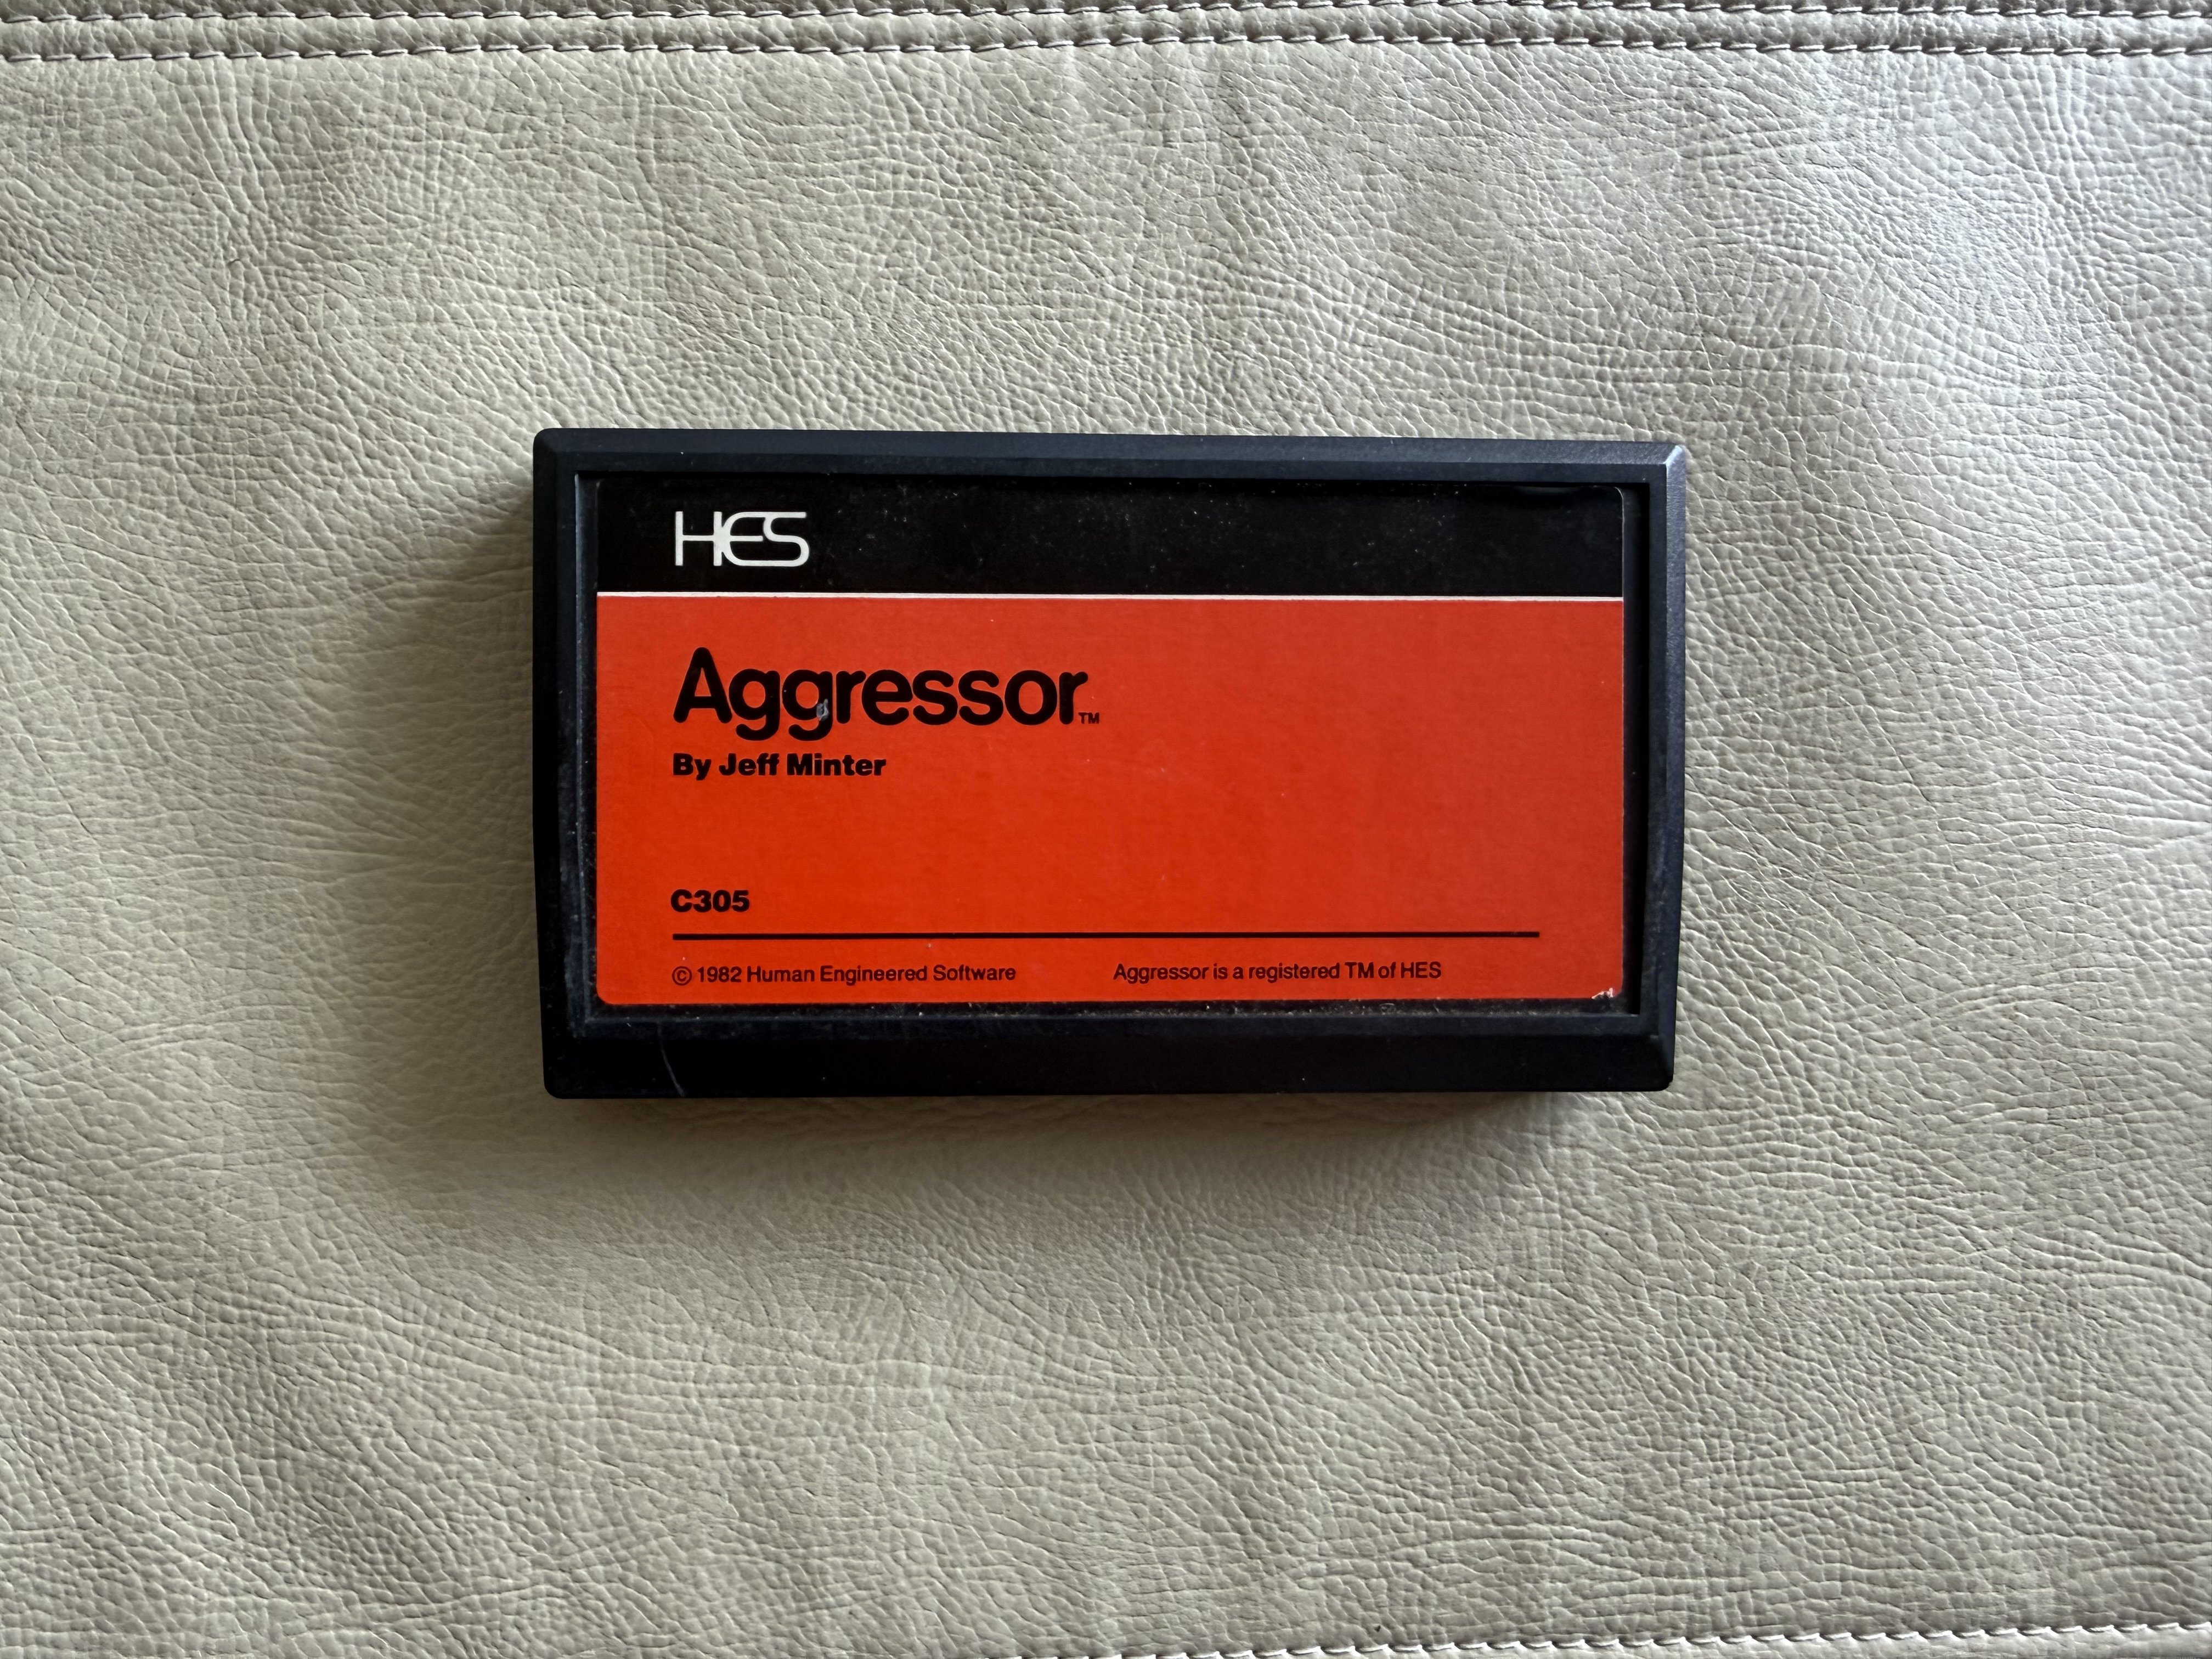 HES
Aggressor™
By Jeff Minter
C305
© 1982 Human Engineered Software Aggressor is a registered TM of HES